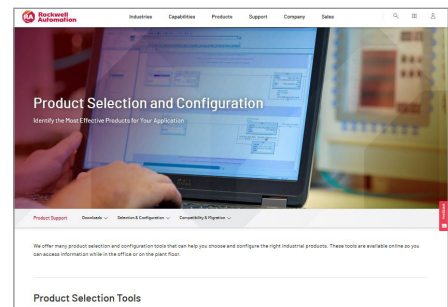 Rockwell
Automation
Industries
Capabilities
Products
Support
Company
Sales
Product Selection and Configuration
Identify the Most Effective Products for Your Application
Product Support
Downloads
Selection & Configuration
Compatibility & Migration
We offer many product selection and configuration tools that can help you choose and configure the right industrial products. These tools are available online so you
can access information while in the office or on the plant floor.
Product Selection Tools